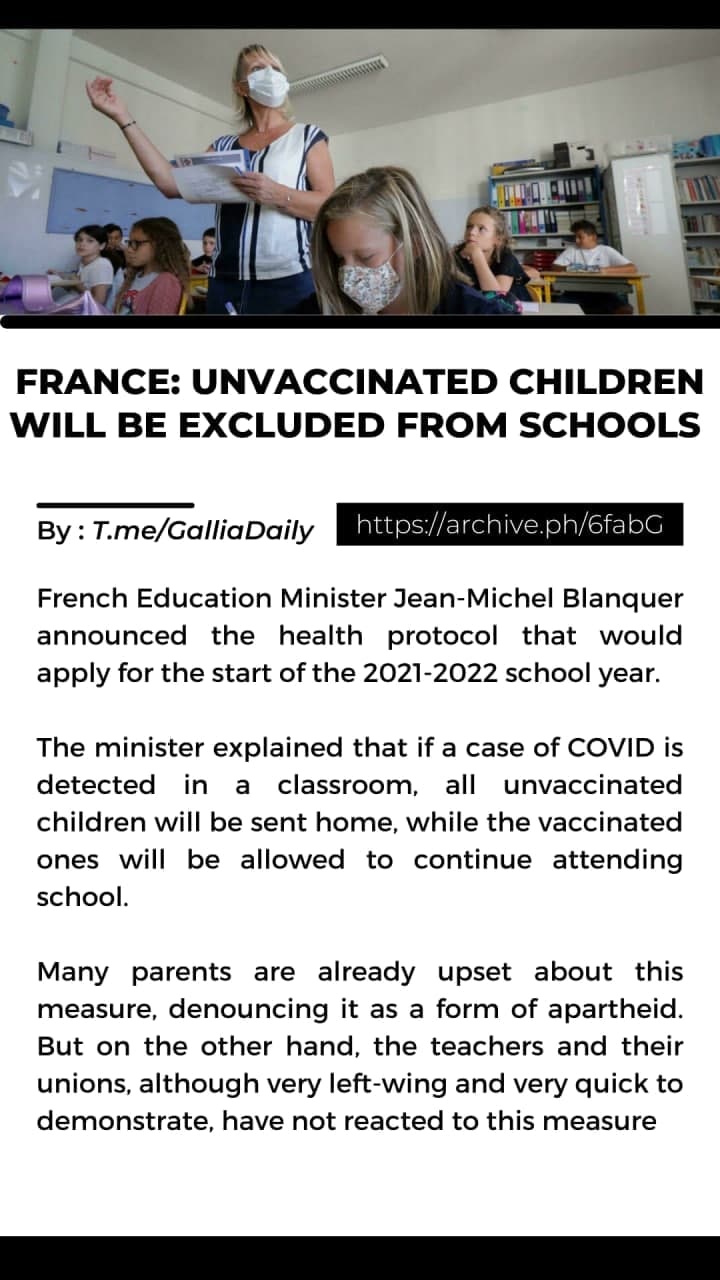 FRANCE: UNVACCINATED CHILDREN
WILL BE EXCLUDED FROM SCHOOLS
By : T.me/GalliaDaily
https://archive.ph/6fabG
French Education Minister Jean-Michel Blanquer
announced the health protocol that would
apply for the start of the 2021-2022 school year.
The minister explained that if a case of COVID is
detected in a classroom, all unvaccinated
children will be sent home, while the vaccinated
ones will be allowed to continue attending
school.
Many parents are already upset about this
measure, denouncing it as a form of apartheid.
But on the other hand, the teachers and their
unions, although very left-wing and very quick to
demonstrate, have not reacted to this measure